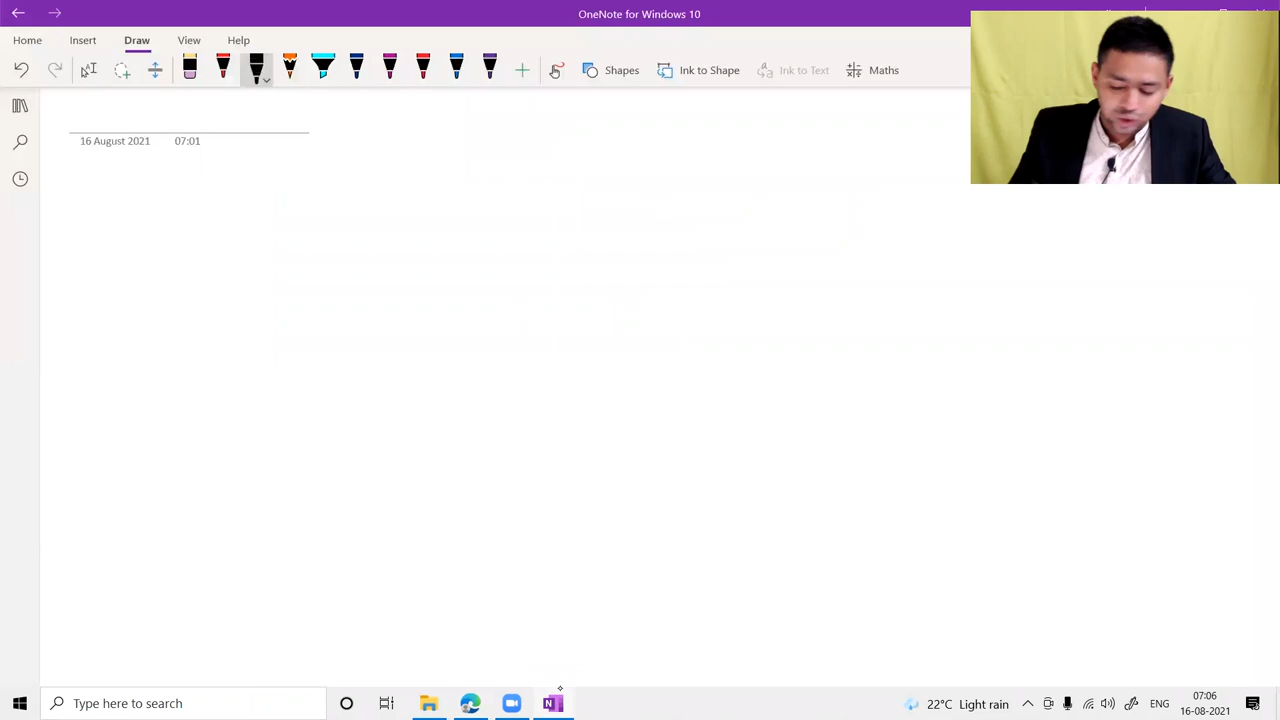 OneNote for Windows 10
Home Insert Draw View Help
Shapes Ink to Shape Ink to Text Maths
16 August 2021 07:01
Type here to search
22°C Light rain ENG 07:06
16-08-2021